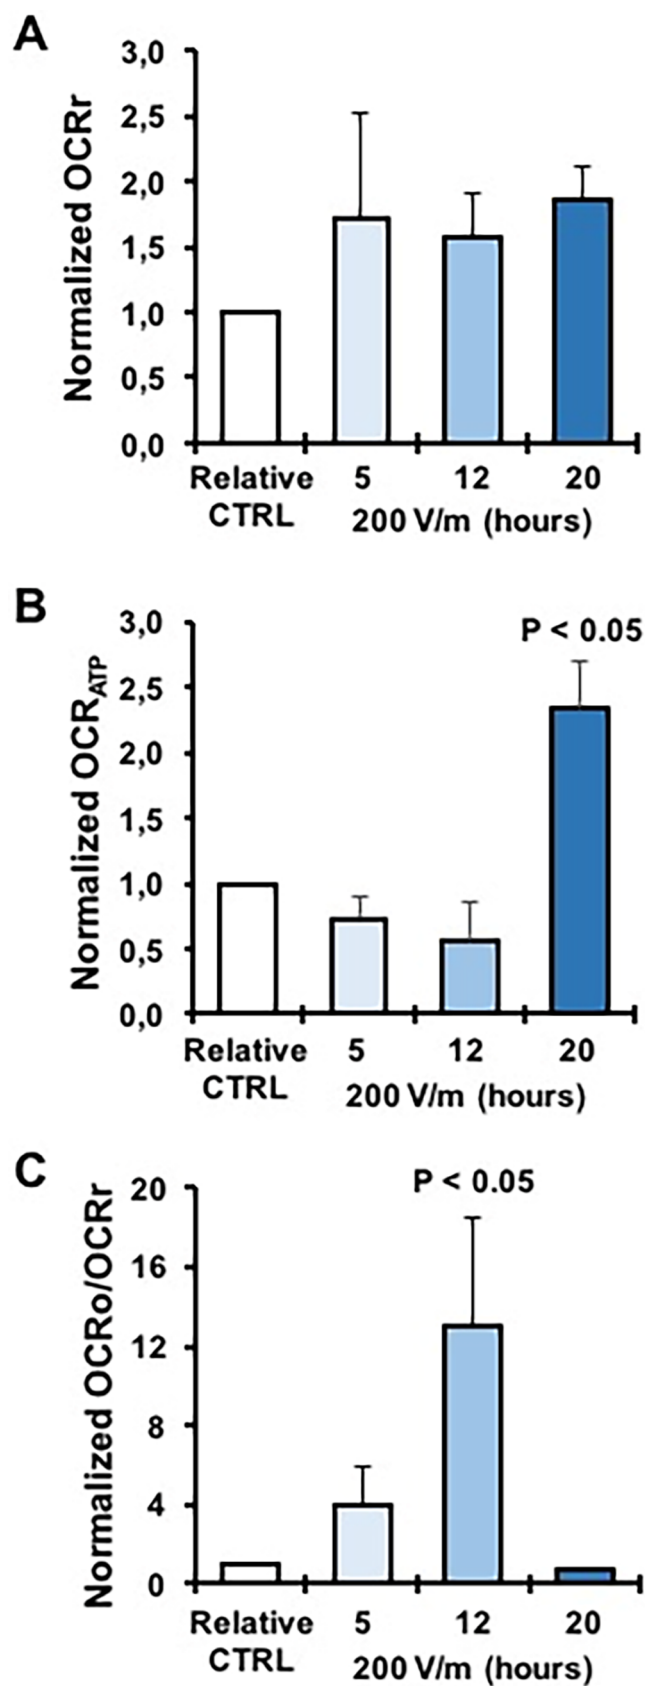 A
Normalized OCRr
3,0
2,5
2,0
1,5
1,0
0,5
0,0
Relative CTRL
5
12
20
200 V/m (hours)
B
Normalized OCRATP
P < 0.05
3,0
2,5
2,0
1,5
1,0
0,5
0,0
Relative CTRL
5
12
20
200 V/m (hours)
C
Normalized OCRo/OCRr
P < 0.05
20
16
12
8
4
0
Relative CTRL
5
12
20
200 V/m (hours)